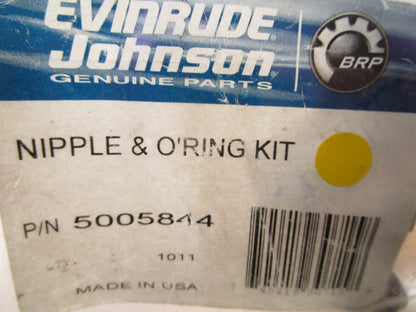 EVINRUDE
Johnson
GENUINE PARTS
BRP
NIPPLE & O'RING KIT
P/N 5005844
1011
MADE IN USA